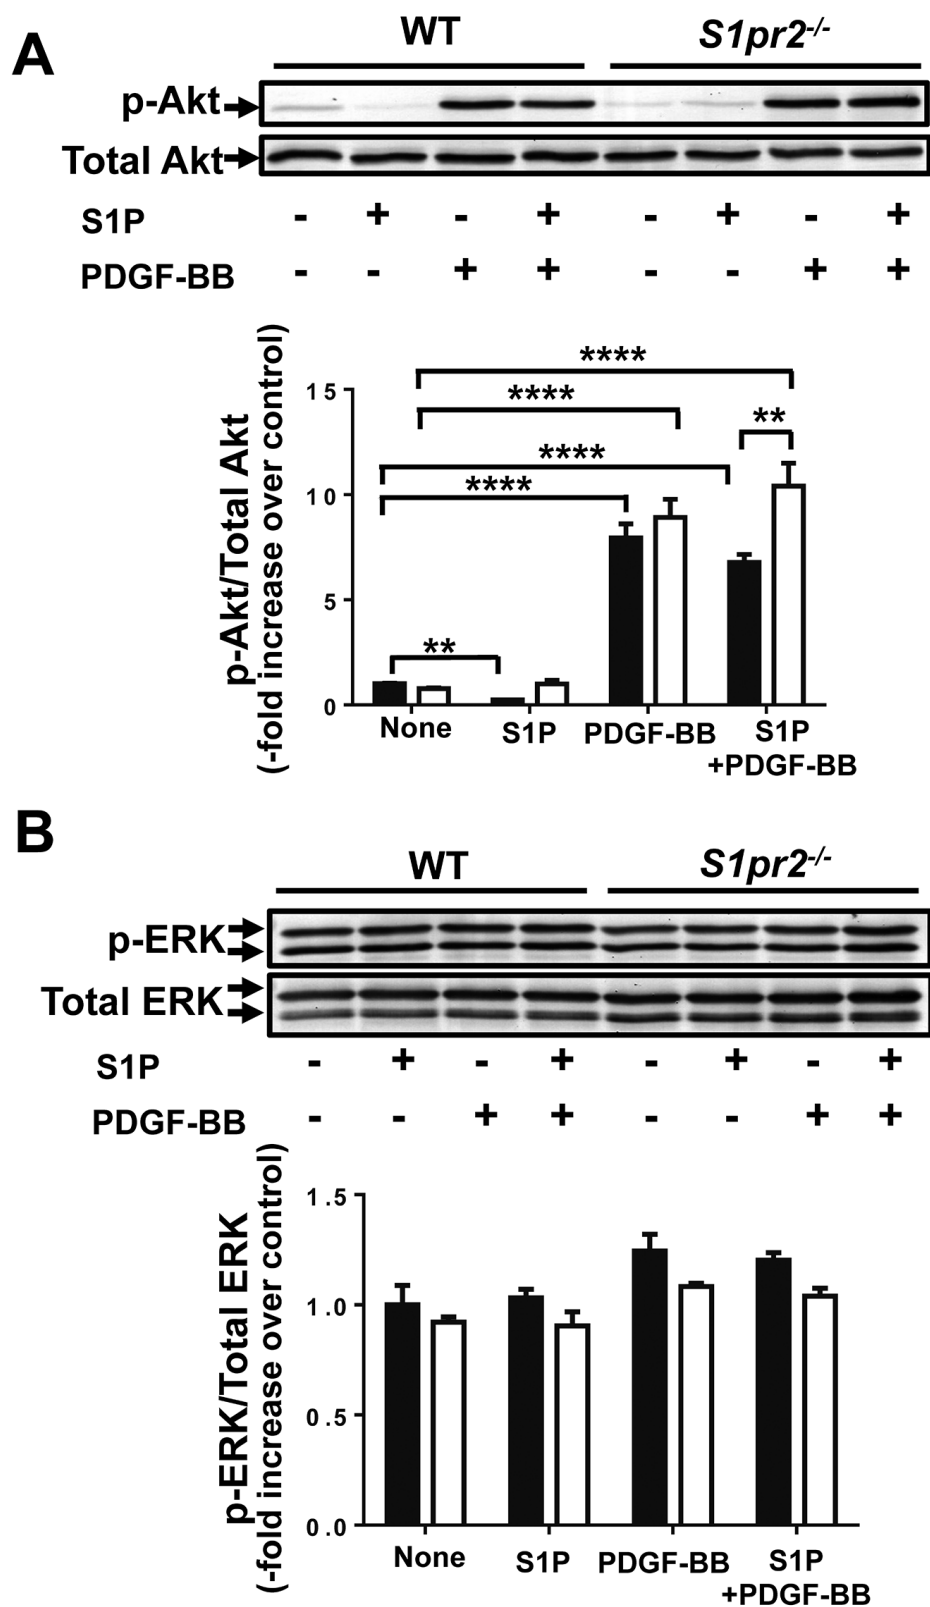 A
WT S1pr2-/-
p-Akt
Total Akt
S1P - + - + - + - +
PDGF-BB - - + + - - + +
p-Akt/Total Akt
(-fold increase over control)
15
10
5
0
****
****
**
****
****
**
None S1P PDGF-BB S1P
+PDGF-BB
B
WT S1pr2-/-
p-ERK
Total ERK
S1P - + - + - + - +
PDGF-BB - - + + - - + +
p-ERK/Total ERK
(-fold increase over control)
1.5
1.0
0.5
0.0
None S1P PDGF-BB S1P
+PDGF-BB